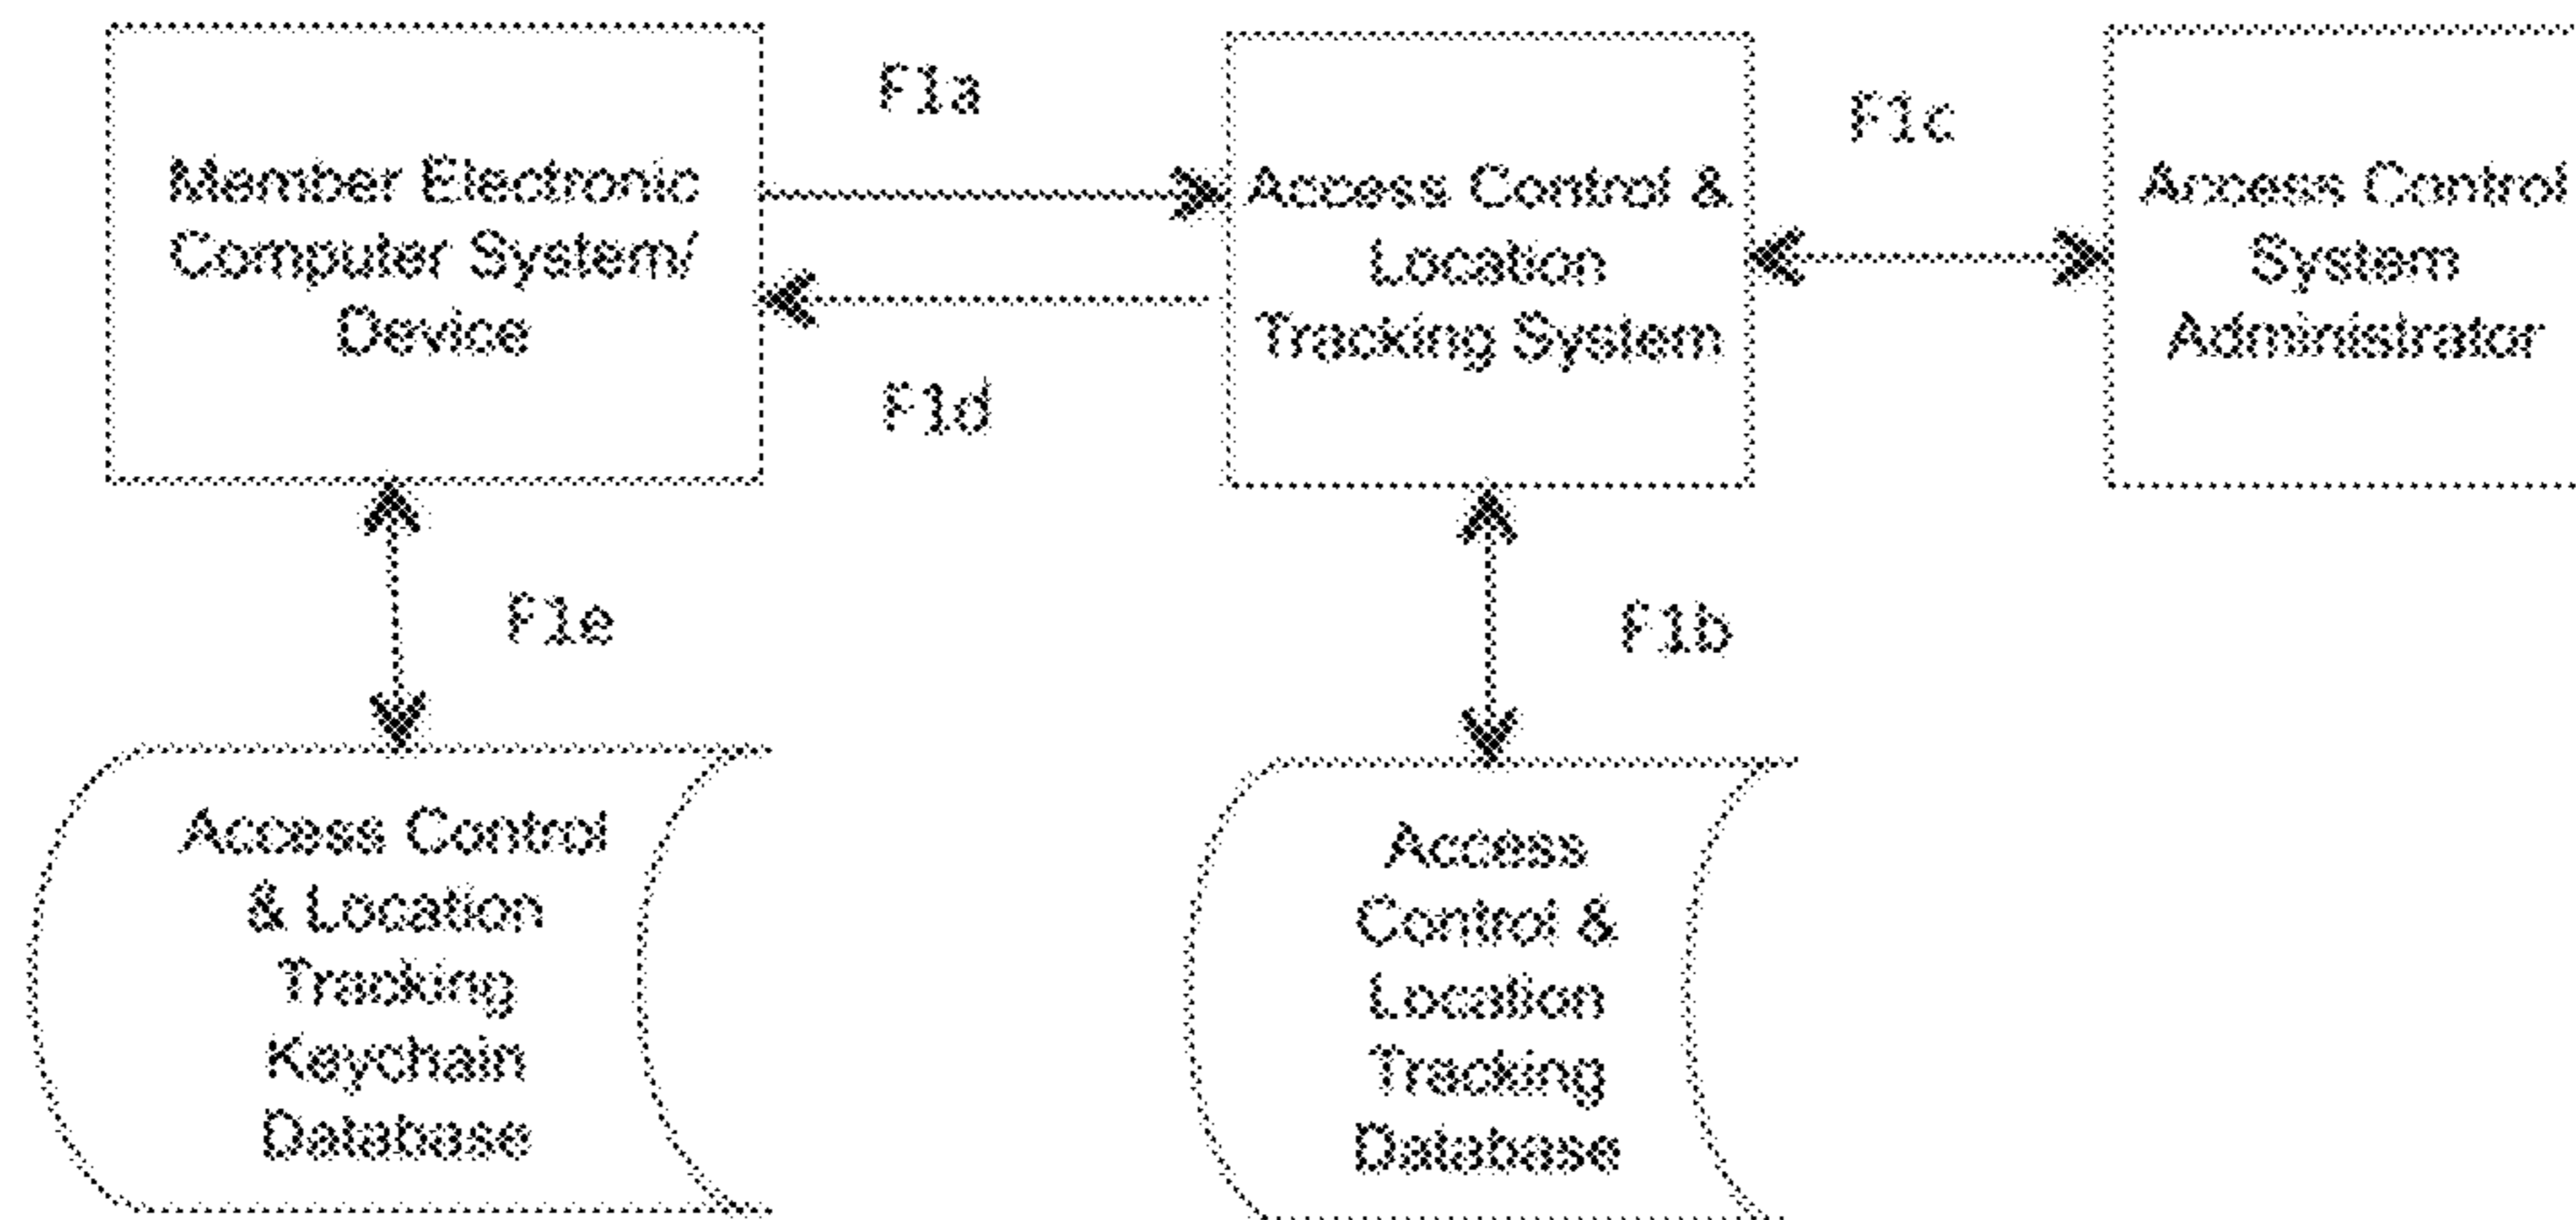 F1a
F1c
Member Electronic
Computer System/
Device
Access Control &
Location
Tracking System
Access Control
System
Administrator
F1d
F1e
F1b
Access Control
& Location
Tracking
Keychain
Database
Access
Control &
Location
Tracking
Database